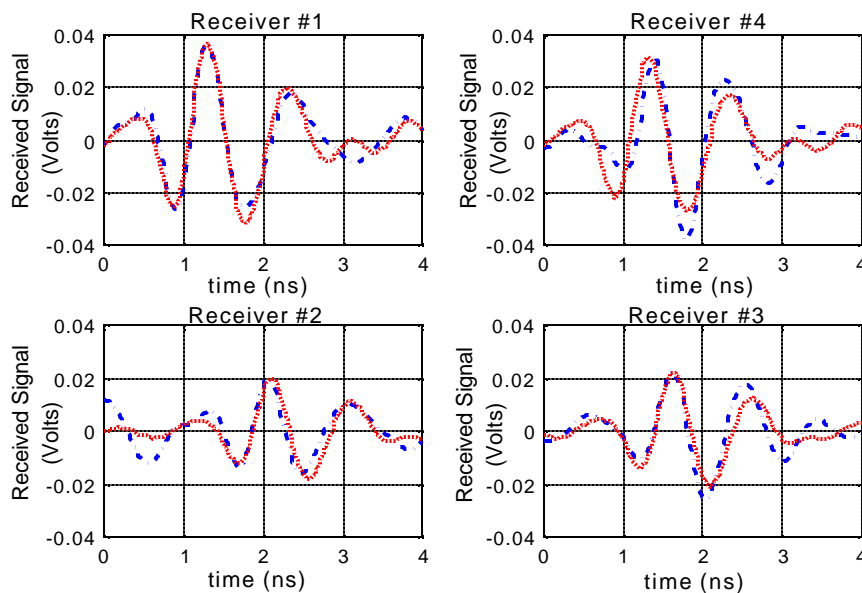 Receiver #1
Received Signal
(Volts)
0.04
0.02
0
-0.02
-0.04
0 1 2 3 4
time (ns)
Receiver #4
Received Signal
(Volts)
0.04
0.02
0
-0.02
-0.04
0 1 2 3 4
time (ns)
Receiver #2
Received Signal
(Volts)
0.04
0.02
0
-0.02
-0.04
0 1 2 3 4
time (ns)
Receiver #3
Received Signal
(Volts)
0.04
0.02
0
-0.02
-0.04
0 1 2 3 4
time (ns)